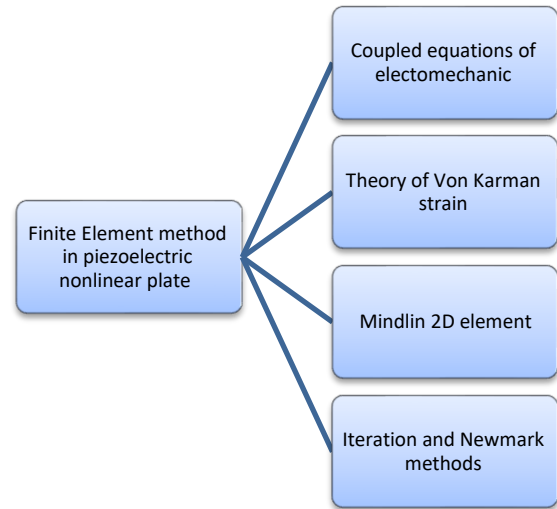 Coupled equations of
electomechanic
Theory of Von Karman
strain
Finite Element method
in piezoelectric
nonlinear plate
Mindlin 2D element
Iteration and Newmark
methods